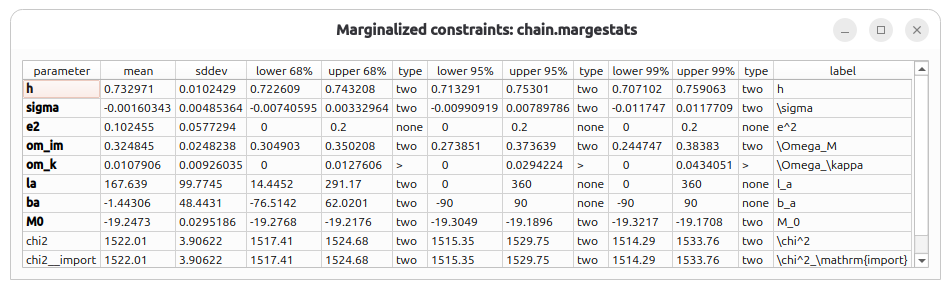 Marginalized constraints: chain.margestats
parameter mean sddev lower 68% upper 68% type lower 95% upper 95% type lower 99% upper 99% type label
h 0.732971 0.0102429 0.722609 0.743208 two 0.713291 0.75301 two 0.707102 0.759063 two h
sigma -0.00160343 0.00485364 -0.00740595 0.00332964 two -0.00990919 0.00789786 two -0.011747 0.0117709 two \sigma
e2 0.102455 0.0577294 0 0.2 none 0 0.2 none 0 0.2 none e^2
om_im 0.324845 0.0248238 0.304903 0.350208 two 0.273851 0.373639 two 0.244747 0.38383 two \Omega_M
om_k 0.0107906 0.00926035 0 0.0127606 > 0 0.0294224 > 0 0.0434051 > \Omega_\kappa
la 167.639 99.7745 14.4452 291.17 two 0 360 none 0 360 none l_a
ba -1.44306 48.4431 -76.5142 62.0201 two -90 90 none -90 90 none b_a
M0 -19.2473 0.0295186 -19.2768 -19.2176 two -19.3049 -19.1896 two -19.3217 -19.1708 two M_0
chi2 1522.01 3.90622 1517.41 1524.68 two 1515.35 1529.75 two 1514.29 1533.76 two \chi^2
chi2__import 1522.01 3.90622 1517.41 1524.68 two 1515.35 1529.75 two 1514.29 1533.76 two \chi^2_\mathrm{import}